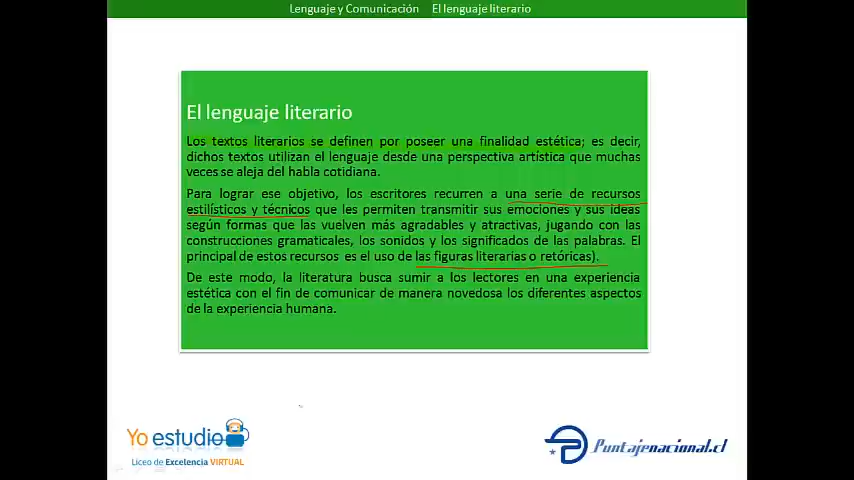 Lenguaje y Comunicación El lenguaje literario
El lenguaje literario
Los textos literarios se definen por poseer una finalidad estética; es decir,
dichos textos utilizan el lenguaje desde una perspectiva artística que muchas
veces se aleja del habla cotidiana.
Para lograr ese objetivo, los escritores recurren a una serie de recursos
estilísticos y técnicos que les permiten transmitir sus emociones y sus ideas
según formas que las vuelven más agradables y atractivas, jugando con las
construcciones gramaticales, los sonidos y los significados de las palabras. El
principal de estos recursos es el uso de las figuras literarias o retóricas).
De este modo, la literatura busca sumir a los lectores en una experiencia
estética con el fin de comunicar de manera novedosa los diferentes aspectos
de la experiencia humana.
Yo estudio
Liceo de Excelencia VIRTUAL
Puntajenacional.cl